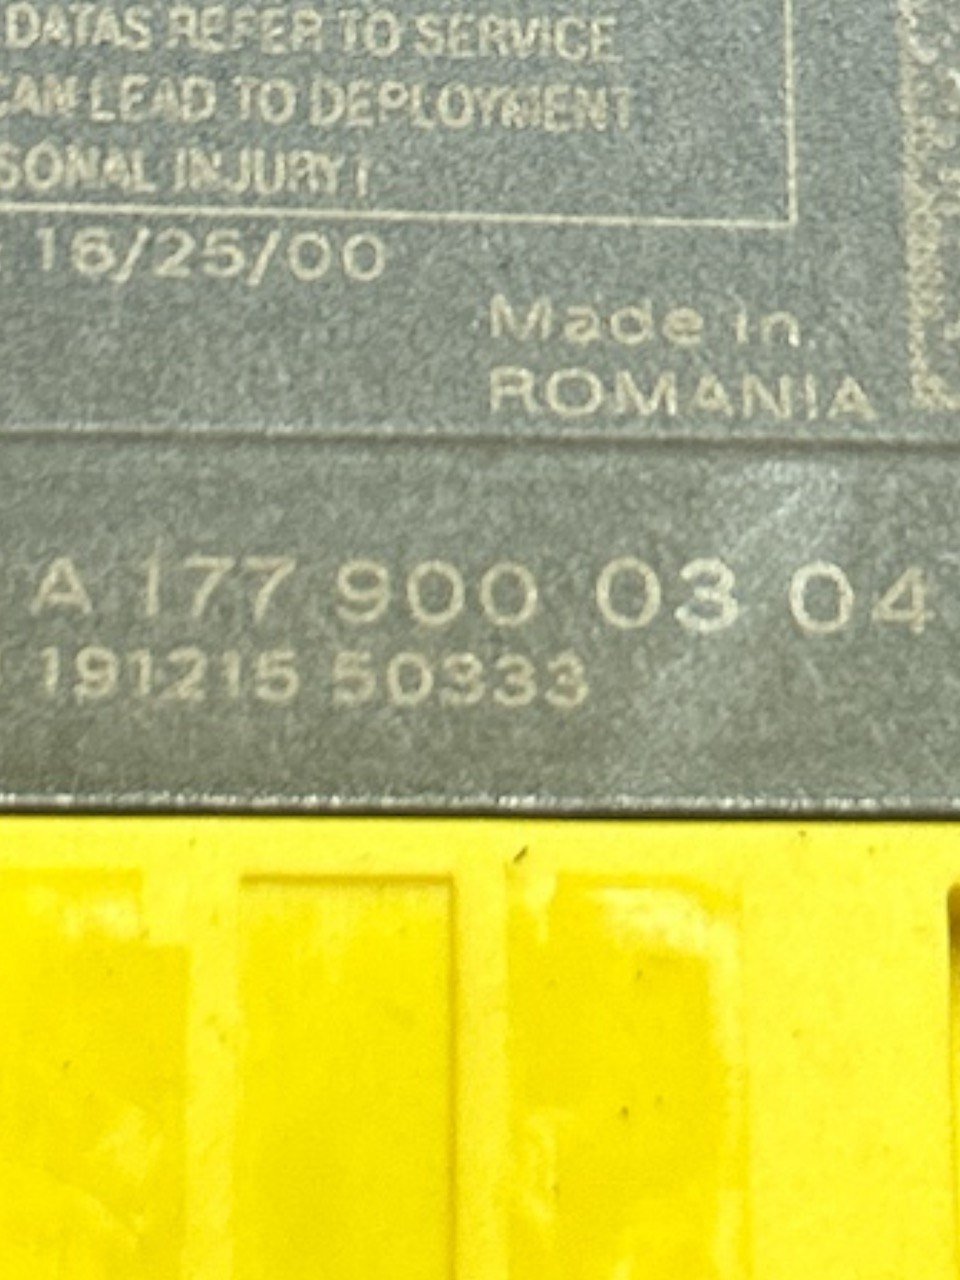 DATAS REFER TO SERVICE
CAN LEAD TO DEPLOYMENT
SONAL INJURY !
: 16/25/00
Made in
ROMANIA
A 177 900 03 04
191215 50333